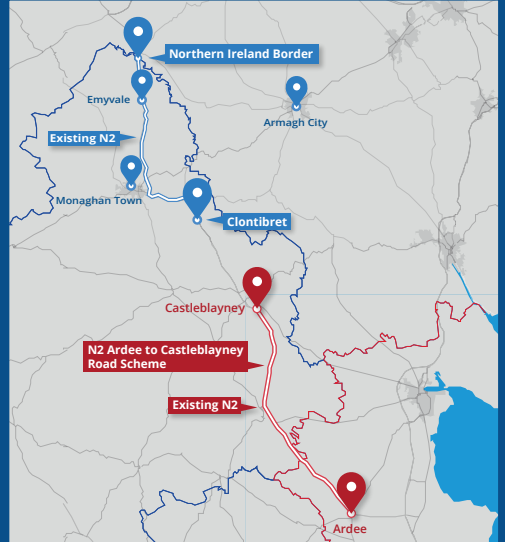 Northern Ireland Border
Emyvale
Armagh City
Existing N2
Monaghan Town
Clontibret
Castleblayney
N2 Ardee to Castleblayney
Road Scheme
Existing N2
Ardee